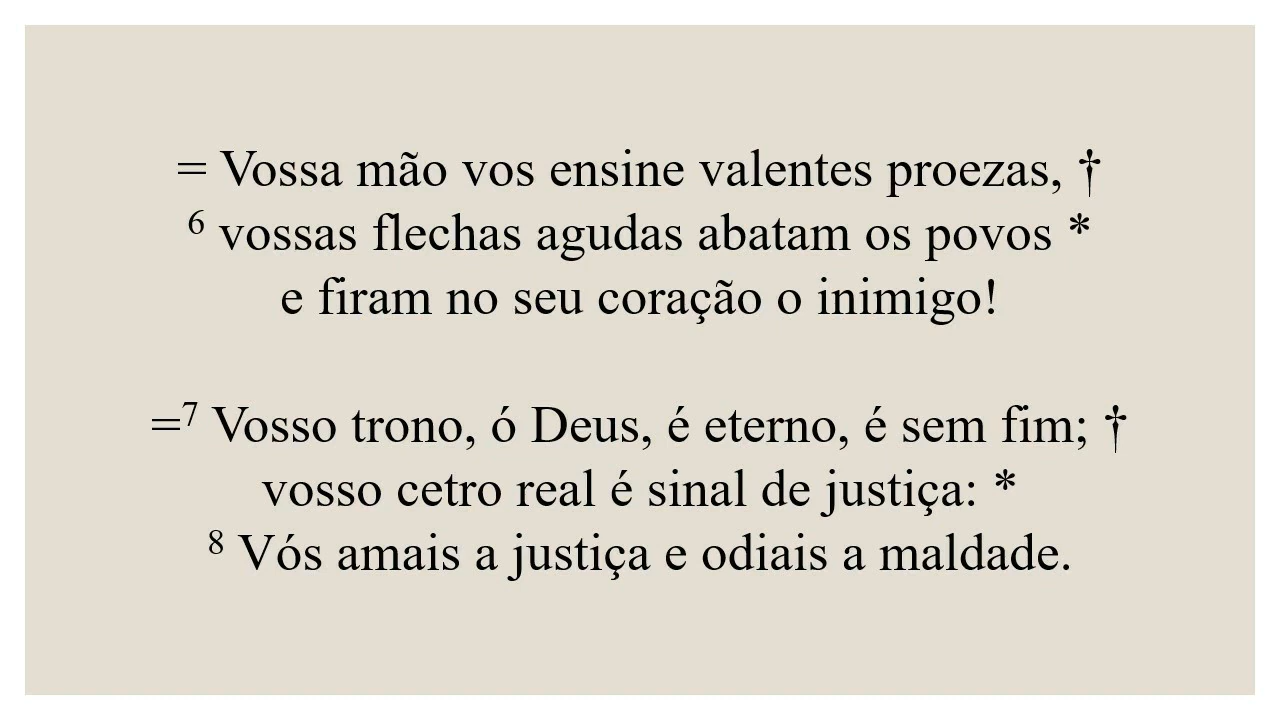 = Vossa mão vos ensine valentes proezas, †
⁶ vossas flechas agudas abatam os povos *
e firam no seu coração o inimigo!
=⁷ Vosso trono, ó Deus, é eterno, é sem fim; †
vosso cetro real é sinal de justiça: *
⁸ Vós amais a justiça e odiais a maldade.